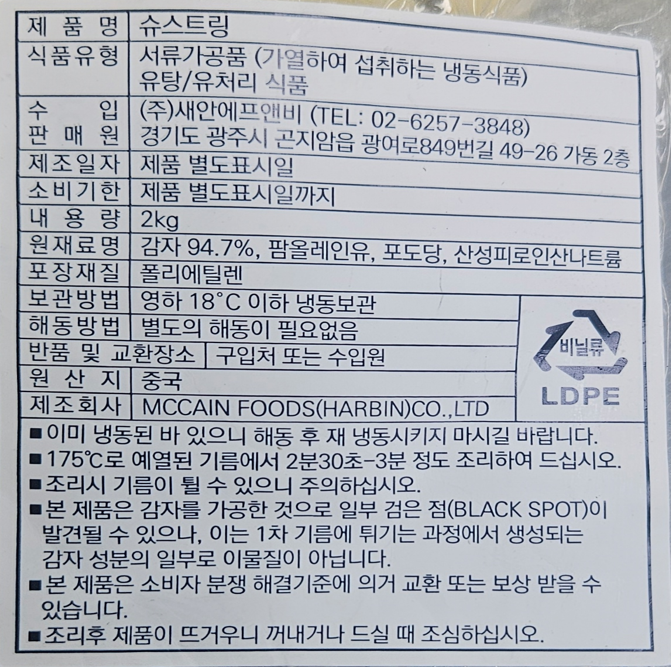 제 품 명 슈스트링
식품유형 서류가공품 (가열하여 섭취하는 냉동식품)
유탕/유처리 식품
수 입 (주)새안에프앤비 (TEL: 02-6257-3848)
판 매 원 경기도 광주시 곤지암읍 광여로849번길 49-26 가동 2층
제조일자 제품 별도표시일
소비기한 제품 별도표시일까지
내 용 량 2kg
원재료명 감자 94.7%, 팜올레인유, 포도당, 산성피로인산나트륨
포장재질 폴리에틸렌
보관방법 영하 18°C 이하 냉동보관
해동방법 별도의 해동이 필요없음
반품 및 교환장소 구입처 또는 수입원
원 산 지 중국
제조회사 MCCAIN FOODS(HARBIN)CO.,LTD
비닐류
LDPE
■이미 냉동된 바 있으니 해동 후 재 냉동시키지 마시길 바랍니다.
■175℃로 예열된 기름에서 2분30초-3분 정도 조리하여 드십시오.
■조리시 기름이 튈 수 있으니 주의하십시오.
■본 제품은 감자를 가공한 것으로 일부 검은 점(BLACK SPOT)이
발견될 수 있으나, 이는 1차 기름에 튀기는 과정에서 생성되는
감자 성분의 일부로 이물질이 아닙니다.
■본 제품은 소비자 분쟁 해결기준에 의거 교환 또는 보상 받을 수
있습니다.
■조리후 제품이 뜨거우니 꺼내거나 드실 때 조심하십시오.